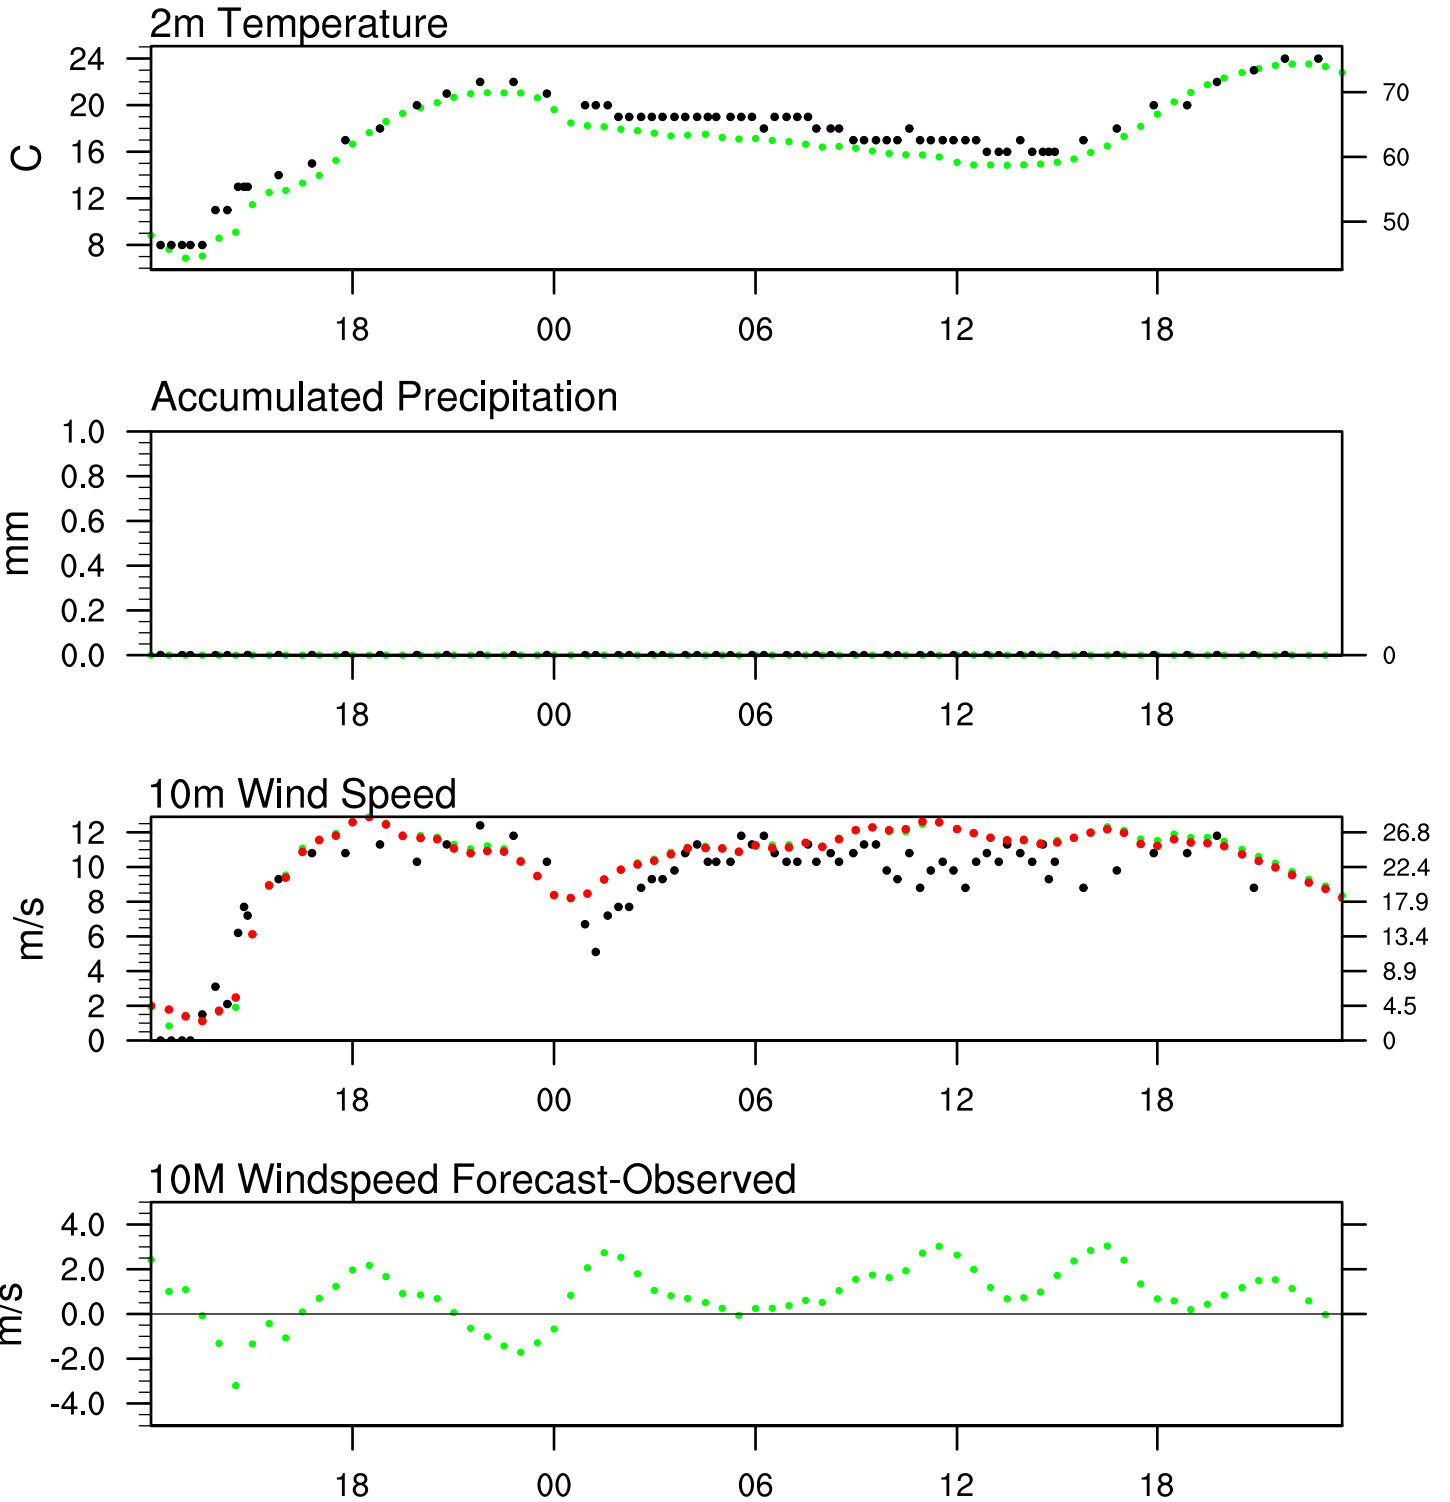 2m Temperature
24
20
16
12
8
C
70
60
50
18 00 06 12 18
Accumulated Precipitation
1.0
0.8
0.6
0.4
0.2
0.0
mm
0
18 00 06 12 18
10m Wind Speed
12
10
8
6
4
2
0
m/s
26.8
22.4
17.9
13.4
8.9
4.5
0
18 00 06 12 18
10M Windspeed Forecast-Observed
4.0
2.0
0.0
-2.0
-4.0
m/s
18 00 06 12 18